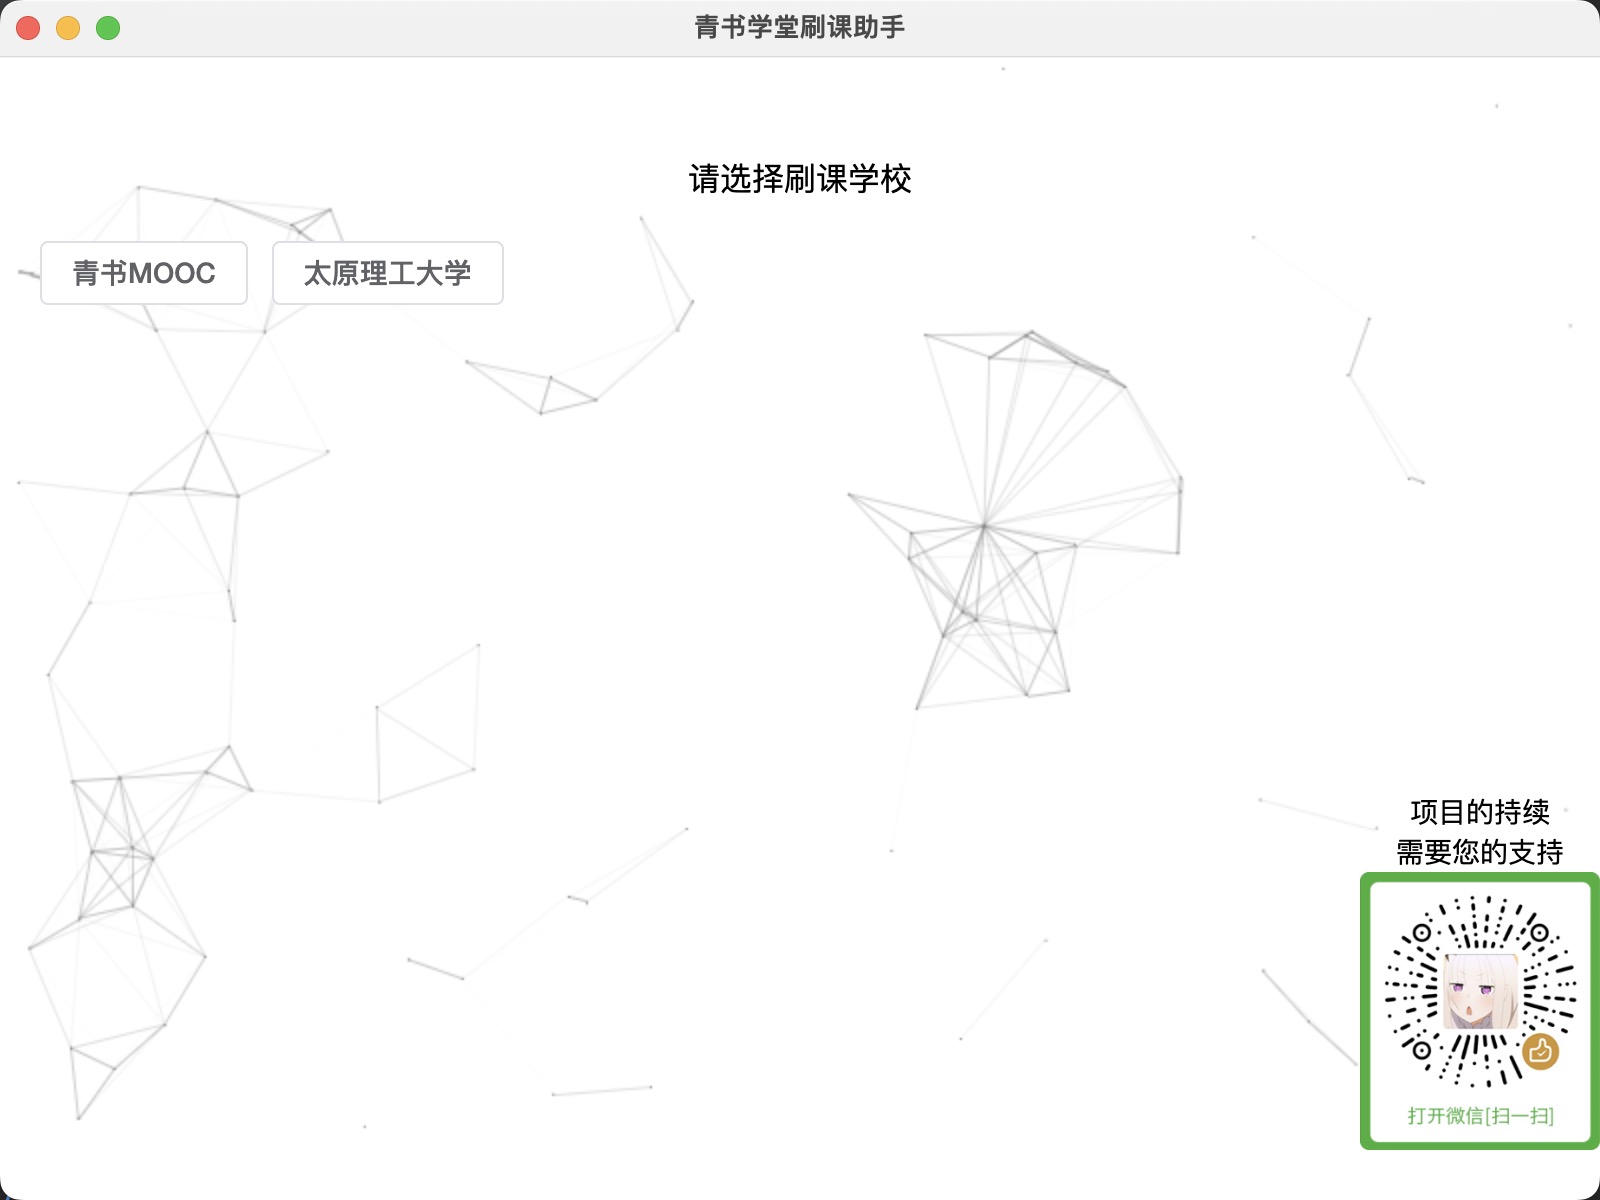 青书学堂刷课助手
请选择刷课学校
青书MOOC
太原理工大学
项目的持续
需要您的支持
打开微信[扫一扫]